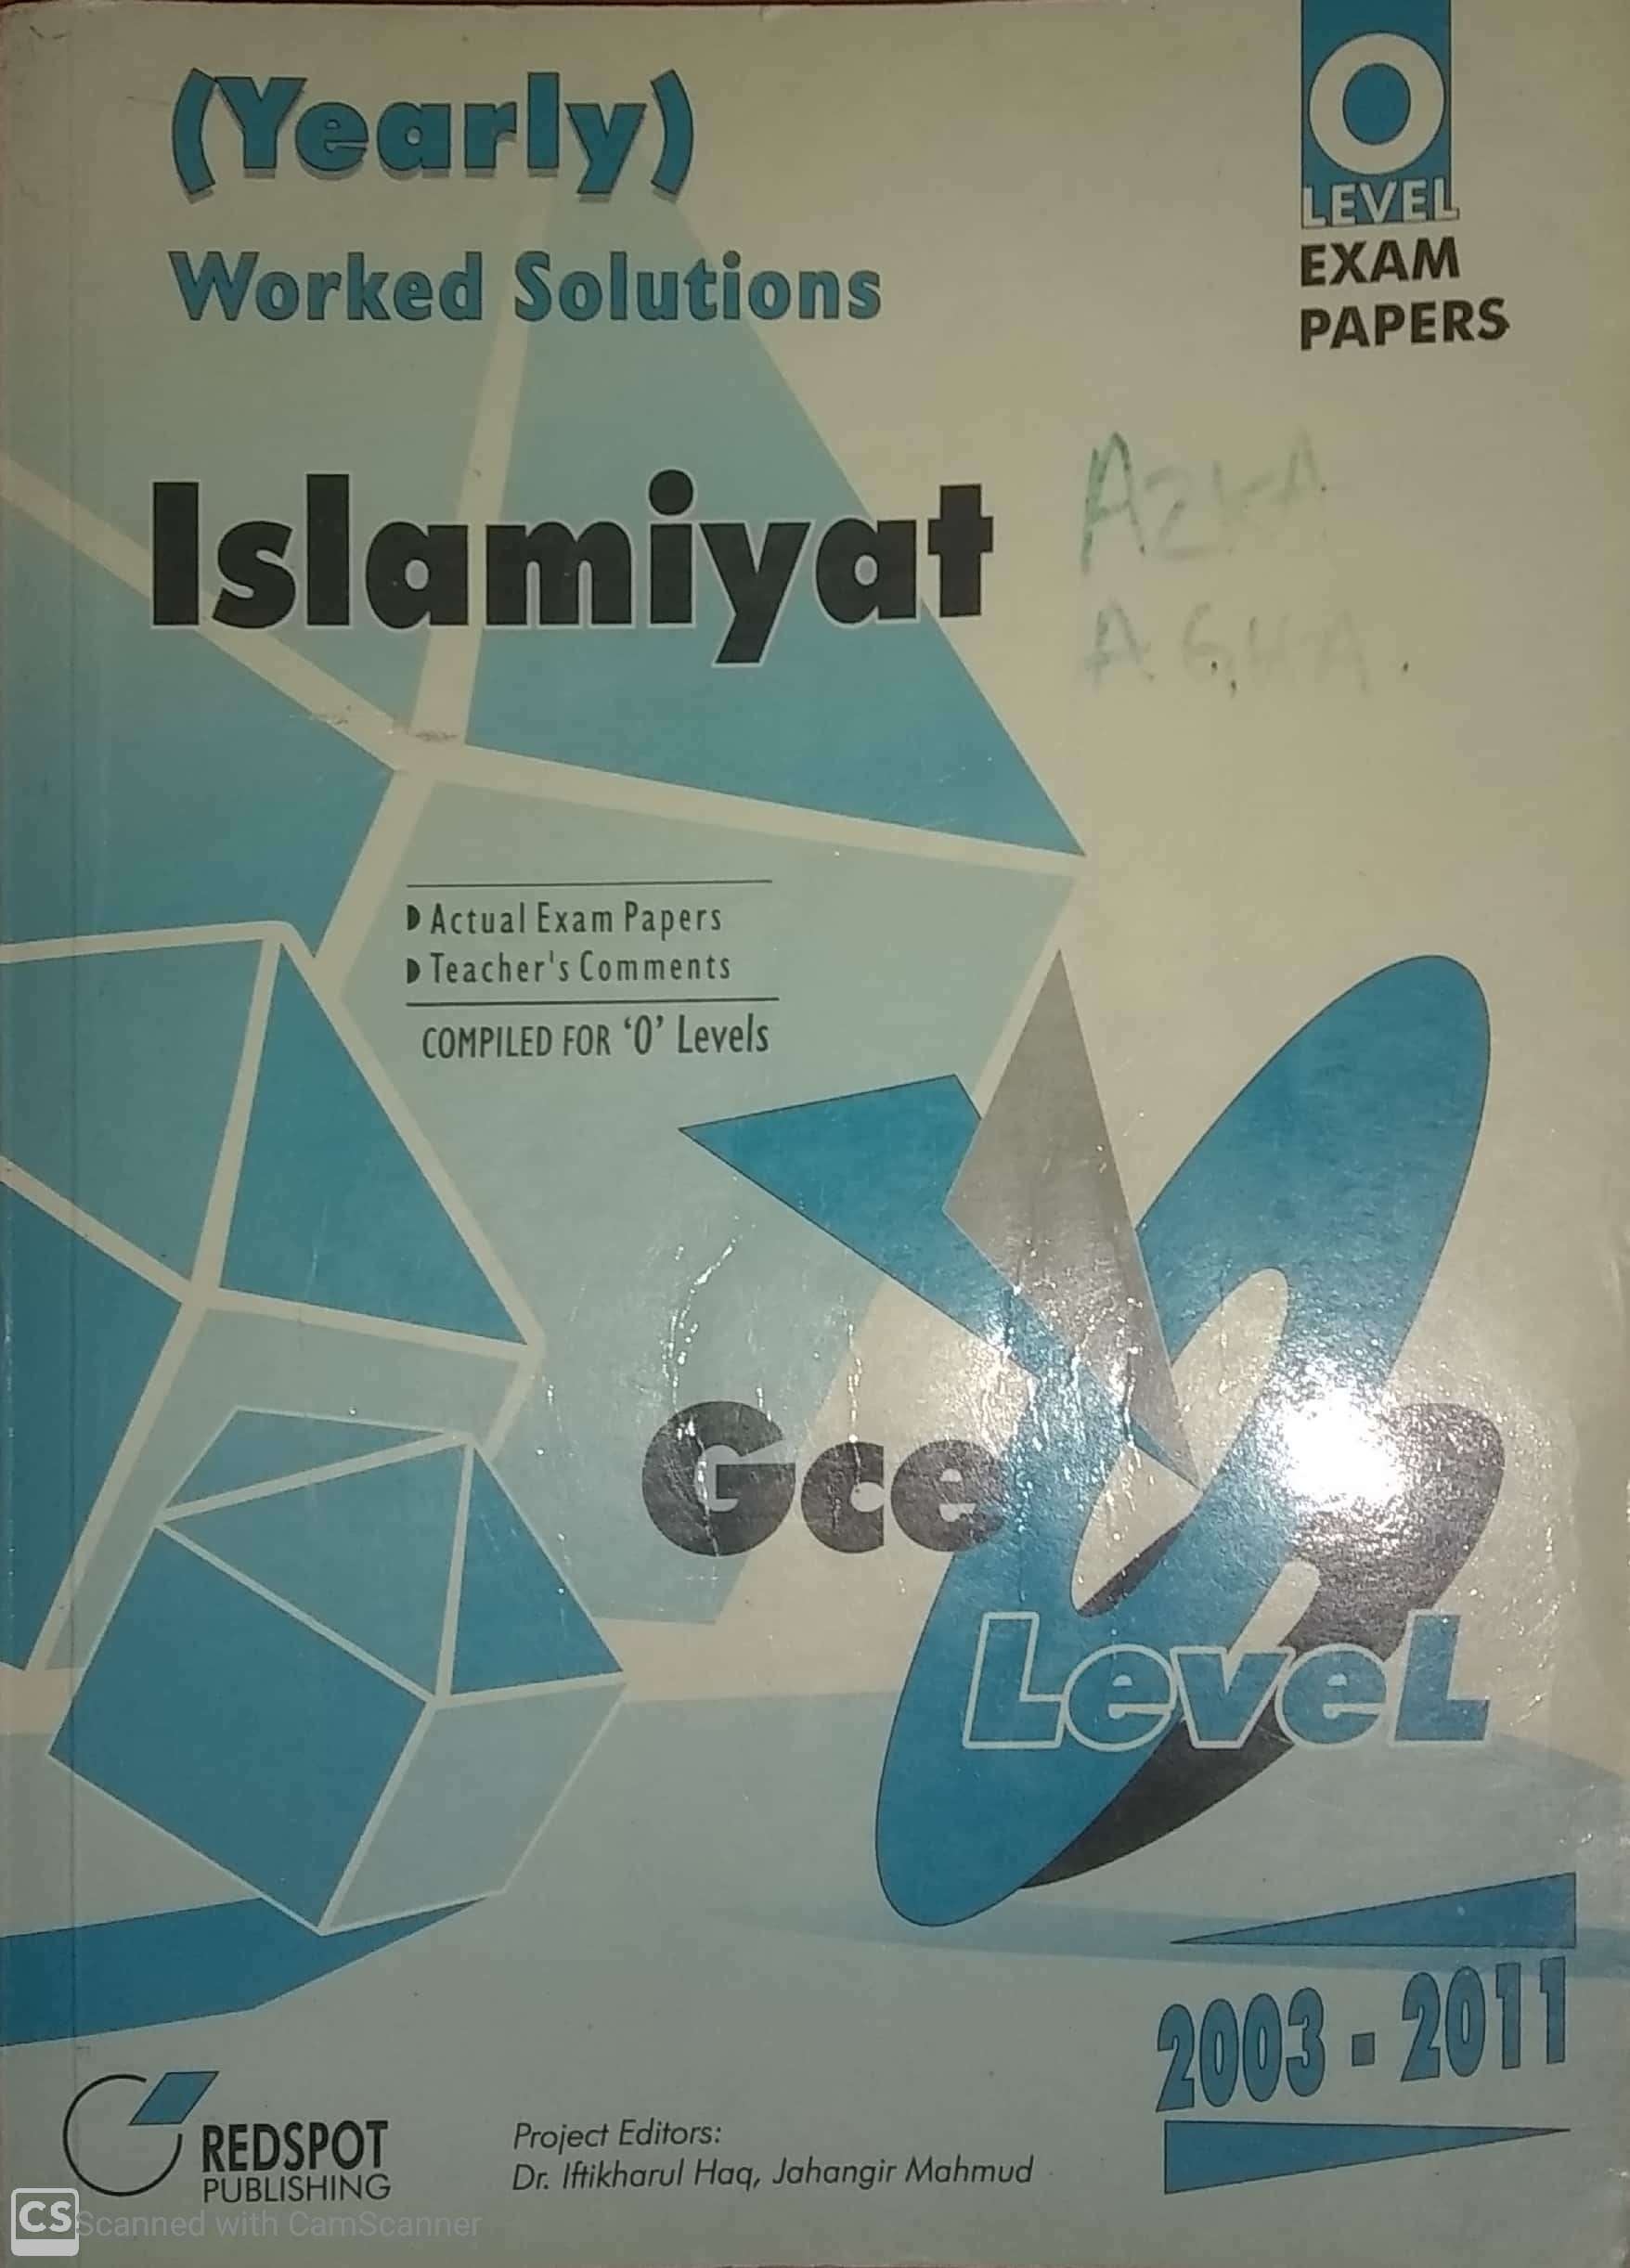 (Yearly)
Worked Solutions
O
LEVEL
EXAM
PAPERS
Islamiyat
AZKA
AGHA.
Actual Exam Papers
Teacher's Comments
COMPILED FOR ‘O’ Levels
Gce
O
LeveL
2003 - 2011
REDSPOT
PUBLISHING
Project Editors:
Dr. Iftikharul Haq, Jahangir Mahmud
CS Scanned with CamScanner